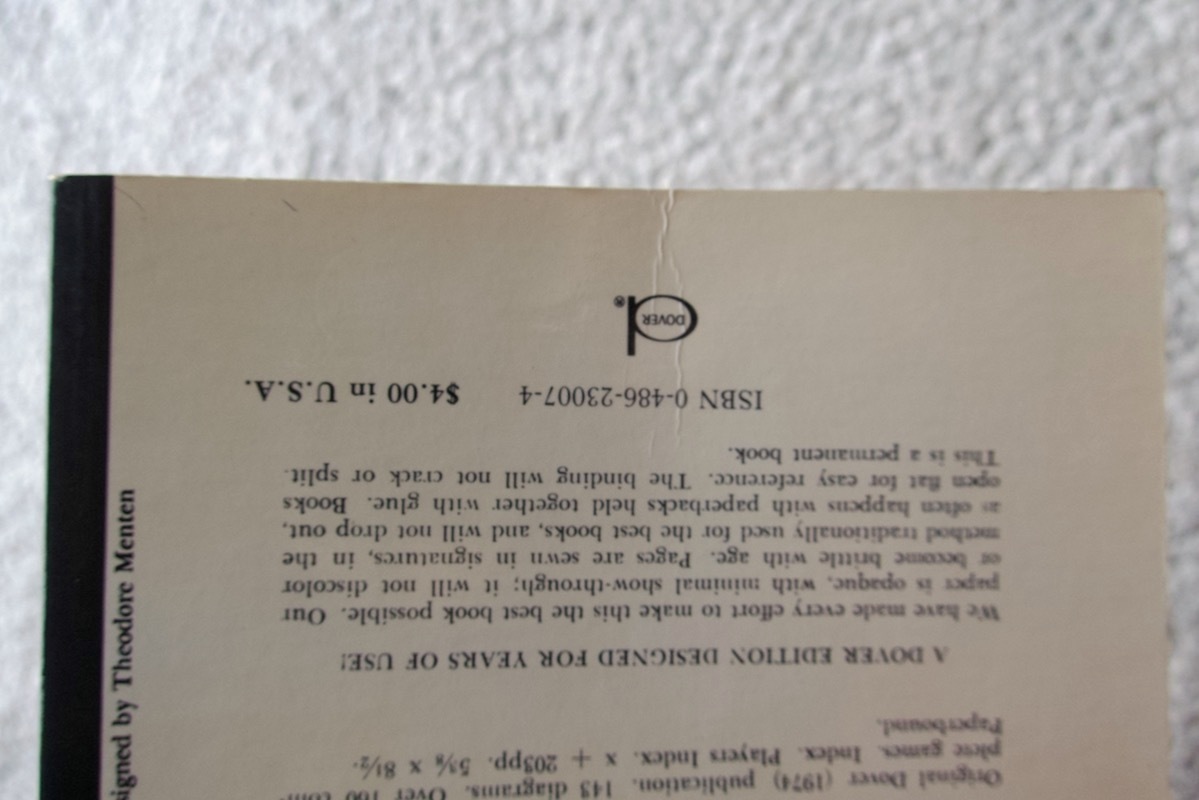 Original Dover (1974) publication. 143 diagrams. Over 100 com-
plete games. Index. Players Index. x + 203pp. 5⅜ x 8½.
Paperbound.
A DOVER EDITION DESIGNED FOR YEARS OF USE!
We have made every effort to make this the best book possible. Our
paper is opaque, with minimal show-through; it will not discolor
or become brittle with age. Pages are sewn in signatures, in the
method traditionally used for the best books, and will not drop out,
as often happens with paperbacks held together with glue. Books
open flat for easy reference. The binding will not crack or split.
This is a permanent book.
ISBN 0-486-23007-4 $4.00 in U.S.A.
DOVER ®
signed by Theodore Menten